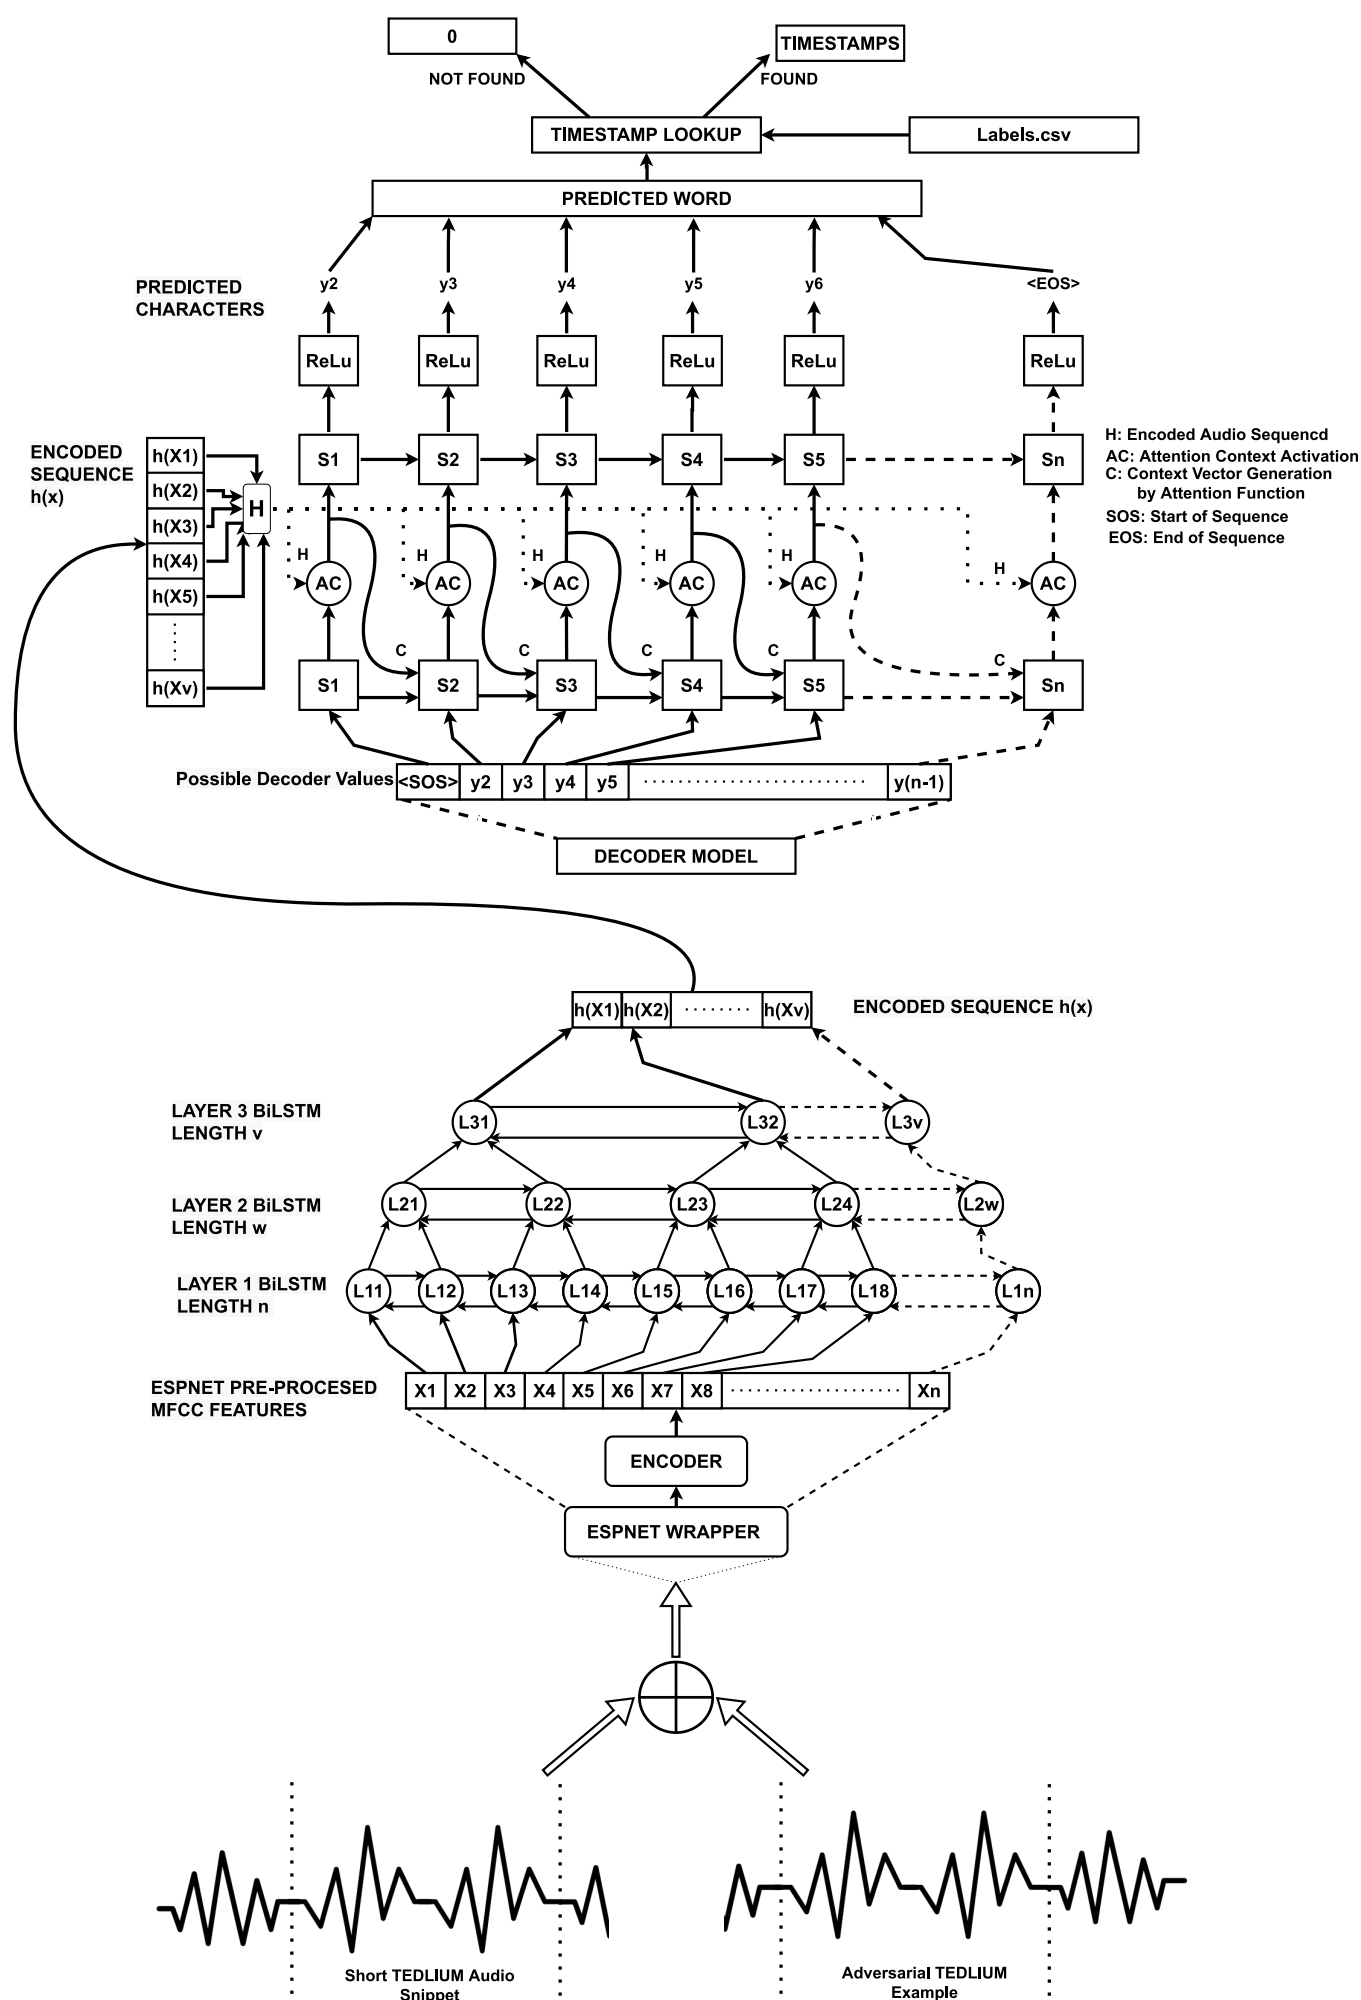 0
TIMESTAMPS
NOT FOUND
FOUND
TIMESTAMP LOOKUP
Labels.csv
PREDICTED WORD
PREDICTED
CHARACTERS
y2
y3
y4
y5
y6
<EOS>
ReLu
ReLu
ReLu
ReLu
ReLu
ReLu
ENCODED
SEQUENCE
h(x)
h(X1)
h(X2)
h(X3)
h(X4)
h(X5)
h(Xv)
H
S1
S2
S3
S4
S5
Sn
H: Encoded Audio Sequencd
AC: Attention Context Activation
C: Context Vector Generation
by Attention Function
SOS: Start of Sequence
EOS: End of Sequence
H
H
H
H
H
H
AC
AC
AC
AC
AC
AC
C
C
C
C
C
S1
S2
S3
S4
S5
Sn
Possible Decoder Values
<SOS>
y2
y3
y4
y5
y(n-1)
DECODER MODEL
h(X1)
h(X2)
h(Xv)
ENCODED SEQUENCE h(x)
LAYER 3 BiLSTM
LENGTH v
L31
L32
L3v
LAYER 2 BiLSTM
LENGTH w
L21
L22
L23
L24
L2w
LAYER 1 BiLSTM
LENGTH n
L11
L12
L13
L14
L15
L16
L17
L18
L1n
ESPNET PRE-PROCESED
MFCC FEATURES
X1
X2
X3
X4
X5
X6
X7
X8
Xn
ENCODER
ESPNET WRAPPER
Short TEDLIUM Audio
Snippet
Adversarial TEDLIUM
Example